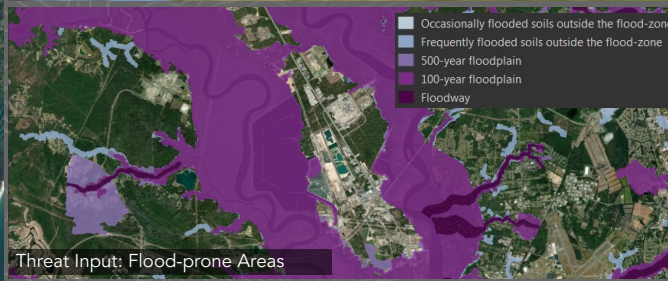 Occasionally flooded soils outside the flood-zone
Frequently flooded soils outside the flood-zone
500-year floodplain
100-year floodplain
Floodway
Threat Input: Flood-prone Areas